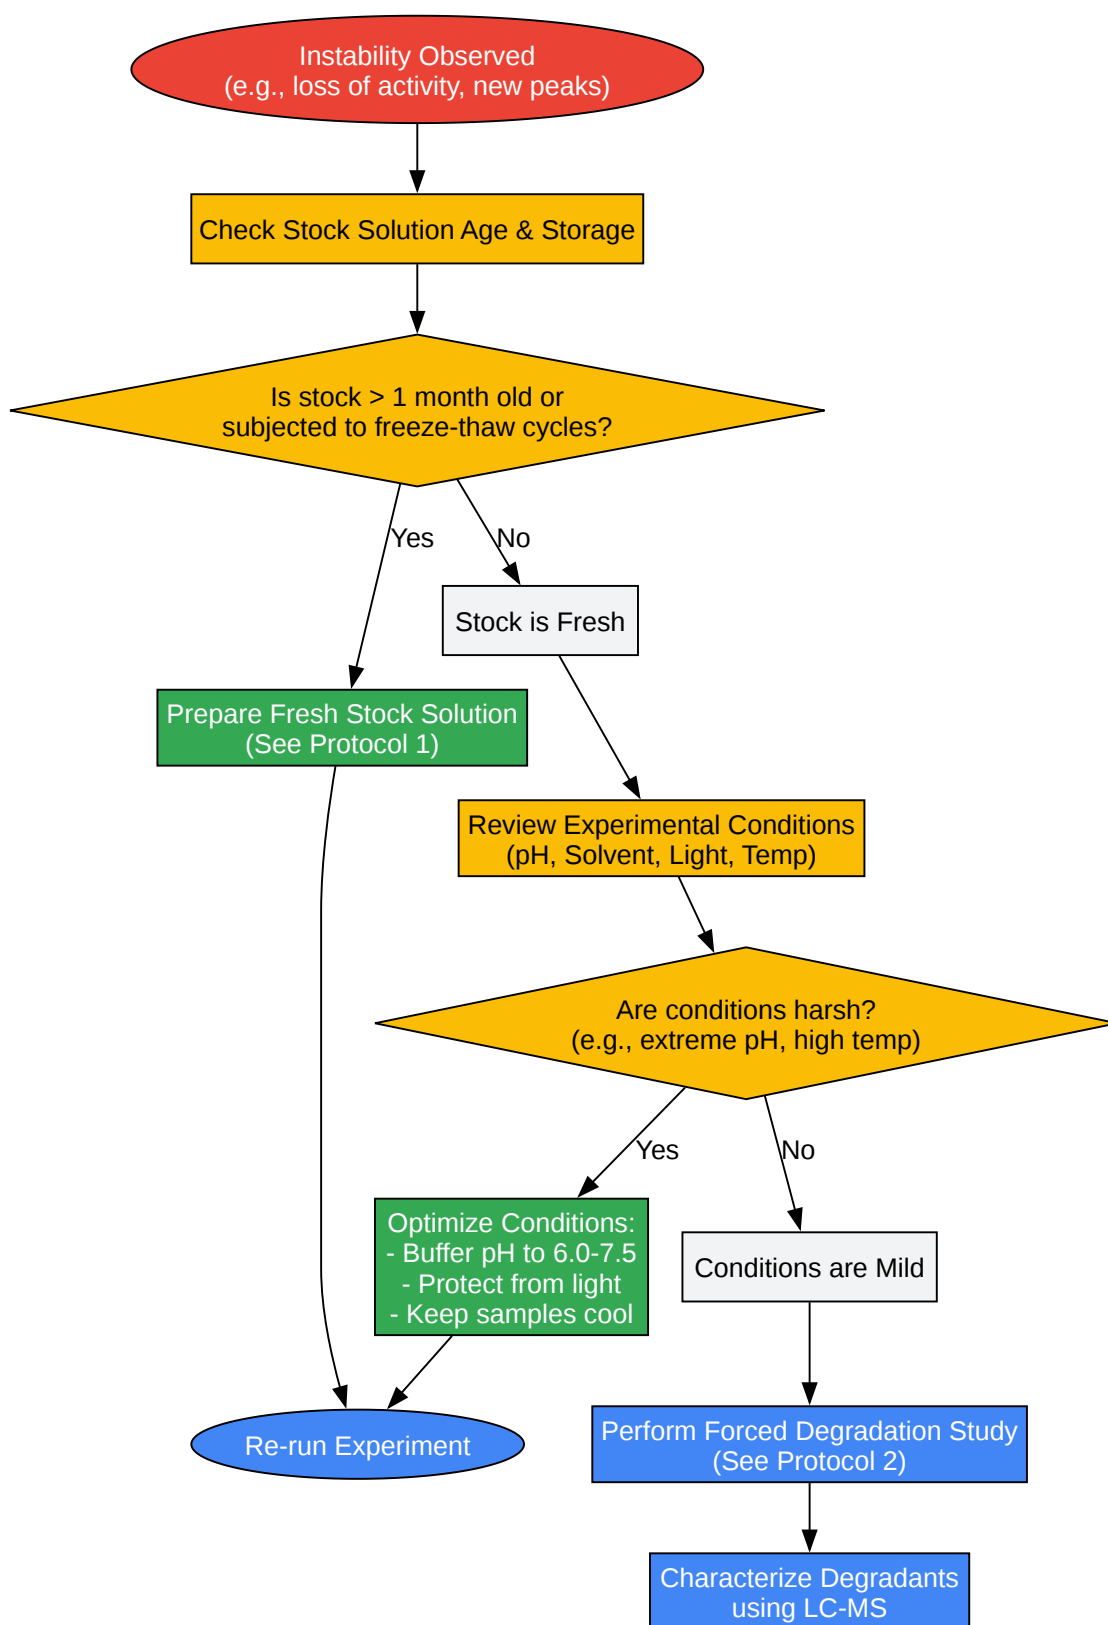 Instability Observed
(e.g., loss of activity, new peaks)
Check Stock Solution Age & Storage
Is stock > 1 month old or
subjected to freeze-thaw cycles?
Yes
No
Stock is Fresh
Prepare Fresh Stock Solution
(See Protocol 1)
Review Experimental Conditions
(pH, Solvent, Light, Temp)
Are conditions harsh?
(e.g., extreme pH, high temp)
Yes
No
Optimize Conditions:
- Buffer pH to 6.0-7.5
- Protect from light
- Keep samples cool
Conditions are Mild
Re-run Experiment
Perform Forced Degradation Study
(See Protocol 2)
Characterize Degradants
using LC-MS